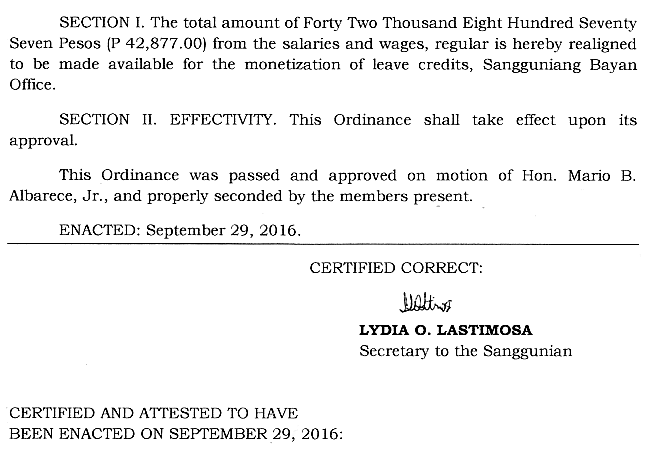 SECTION I. The total amount of Forty Two Thousand Eight Hundred Seventy
Seven Pesos (P 42,877.00) from the salaries and wages, regular is hereby realigned
to be made available for the monetization of leave credits, Sangguniang Bayan
Office.
SECTION II. EFFECTIVITY. This Ordinance shall take effect upon its
approval.
This Ordinance was passed and approved on motion of Hon. Mario B.
Albarece, Jr., and properly seconded by the members present.
ENACTED: September 29, 2016.
CERTIFIED CORRECT:
LYDIA O. LASTIMOSA
Secretary to the Sanggunian
CERTIFIED AND ATTESTED TO HAVE
BEEN ENACTED ON SEPTEMBER 29, 2016: